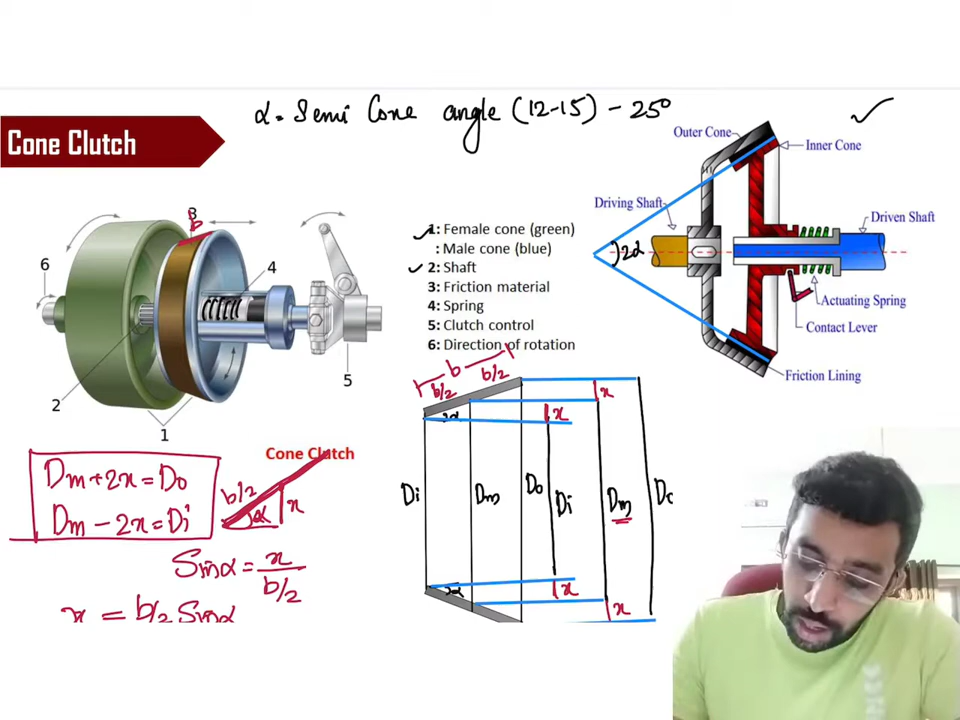 α = Semi Cone angle (12-15) - 25°
Cone Clutch
Outer Cone
Inner Cone
Driving Shaft
Driven Shaft
)2α
Actuating Spring
Contact Lever
Friction Lining
3
b
6
4
5
2
1
1: Female cone (green)
: Male cone (blue)
2: Shaft
3: Friction material
4: Spring
5: Clutch control
6: Direction of rotation
Cone Clutch
b
b/2
b/2
x
x
α
Di
Dm
Do
Di
Dm
x
α
x
Dm + 2x = Do
Dm - 2x = Di
b/2
x
α
Sinα = x / b/2
x = b/2 Sinα